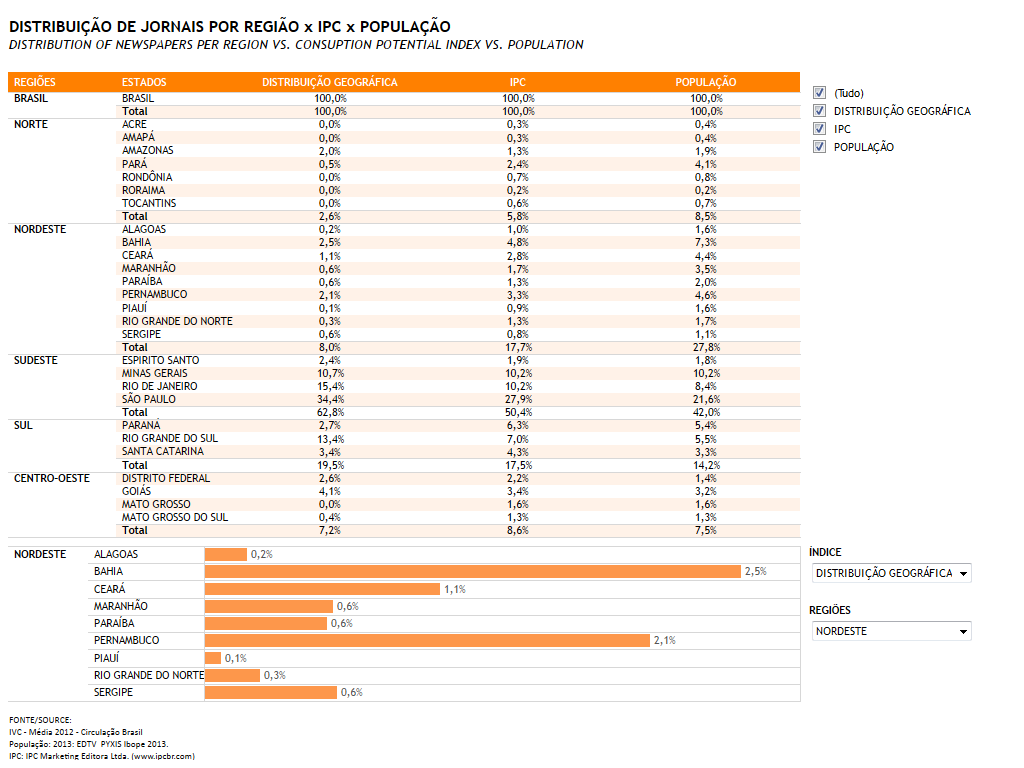 DISTRIBUIÇÃO DE JORNAIS POR REGIÃO x IPC x POPULAÇÃO
DISTRIBUTION OF NEWSPAPERS PER REGION VS. CONSUPTION POTENTIAL INDEX VS. POPULATION
REGIÕES ESTADOS DISTRIBUIÇÃO GEOGRÁFICA IPC POPULAÇÃO
BRASIL BRASIL 100,0% 100,0% 100,0%
Total 100,0% 100,0% 100,0%
NORTE ACRE 0,0% 0,3% 0,4%
AMAPÁ 0,0% 0,3% 0,4%
AMAZONAS 2,0% 1,3% 1,9%
PARÁ 0,5% 2,4% 4,1%
RONDÔNIA 0,0% 0,7% 0,8%
RORAIMA 0,0% 0,2% 0,2%
TOCANTINS 0,0% 0,6% 0,7%
Total 2,6% 5,8% 8,5%
NORDESTE ALAGOAS 0,2% 1,0% 1,6%
BAHIA 2,5% 4,8% 7,3%
CEARÁ 1,1% 2,8% 4,4%
MARANHÃO 0,6% 1,7% 3,5%
PARAÍBA 0,6% 1,3% 2,0%
PERNAMBUCO 2,1% 3,3% 4,6%
PIAUÍ 0,1% 0,9% 1,6%
RIO GRANDE DO NORTE 0,3% 1,3% 1,7%
SERGIPE 0,6% 0,8% 1,1%
Total 8,0% 17,7% 27,8%
SUDESTE ESPIRITO SANTO 2,4% 1,9% 1,8%
MINAS GERAIS 10,7% 10,2% 10,2%
RIO DE JANEIRO 15,4% 10,2% 8,4%
SÃO PAULO 34,4% 27,9% 21,6%
Total 62,8% 50,4% 42,0%
SUL PARANÁ 2,7% 6,3% 5,4%
RIO GRANDE DO SUL 13,4% 7,0% 5,5%
SANTA CATARINA 3,4% 4,3% 3,3%
Total 19,5% 17,5% 14,2%
CENTRO-OESTE DISTRITO FEDERAL 2,6% 2,2% 1,4%
GOIÁS 4,1% 3,4% 3,2%
MATO GROSSO 0,0% 1,6% 1,6%
MATO GROSSO DO SUL 0,4% 1,3% 1,3%
Total 7,2% 8,6% 7,5%
(Tudo)
DISTRIBUIÇÃO GEOGRÁFICA
IPC
POPULAÇÃO
NORDESTE ALAGOAS 0,2%
BAHIA 2,5%
CEARÁ 1,1%
MARANHÃO 0,6%
PARAÍBA 0,6%
PERNAMBUCO 2,1%
PIAUÍ 0,1%
RIO GRANDE DO NORTE 0,3%
SERGIPE 0,6%
ÍNDICE
DISTRIBUIÇÃO GEOGRÁFICA
REGIÕES
NORDESTE
FONTE/SOURCE:
IVC - Média 2012 - Circulação Brasil
População: 2013: EDTV PYXIS Ibope 2013.
IPC: IPC Marketing Editora Ltda. (www.ipcbr.com)